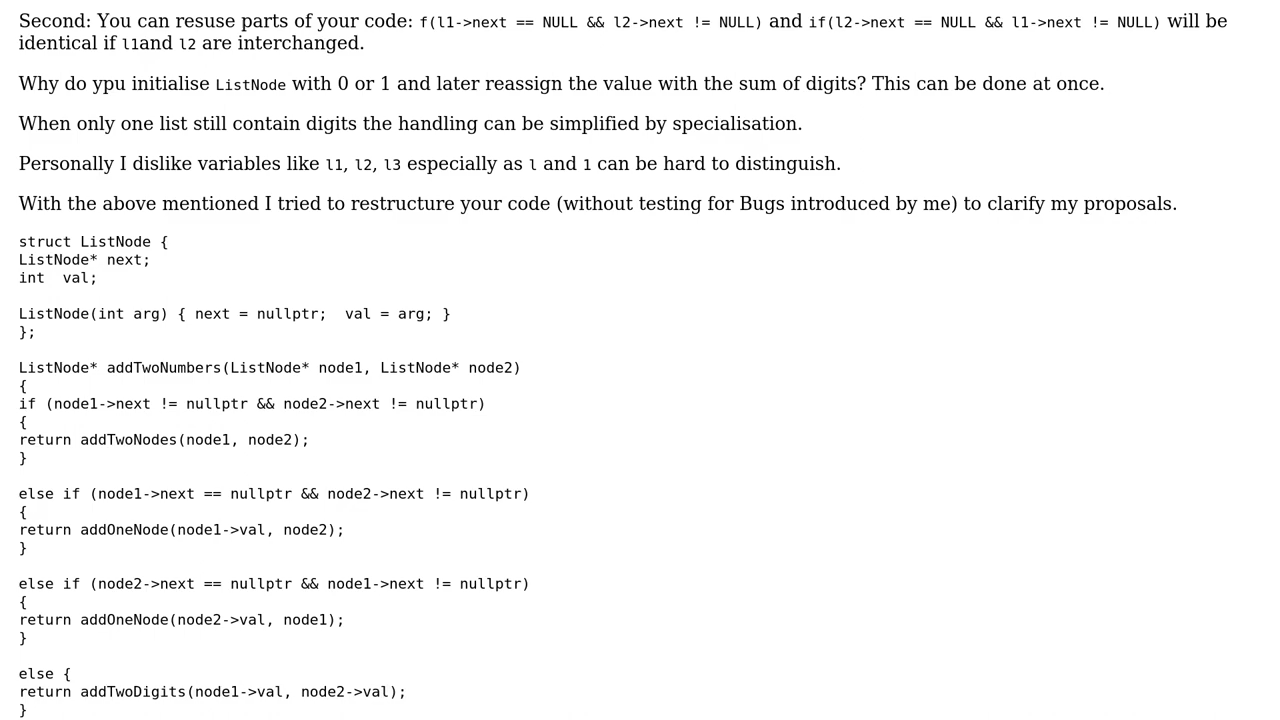 Second: You can resuse parts of your code: f(l1->next == NULL && l2->next != NULL) and if(l2->next == NULL && l1->next != NULL) will be
identical if l1and l2 are interchanged.
Why do ypu initialise ListNode with 0 or 1 and later reassign the value with the sum of digits? This can be done at once.
When only one list still contain digits the handling can be simplified by specialisation.
Personally I dislike variables like l1, l2, l3 especially as l and 1 can be hard to distinguish.
With the above mentioned I tried to restructure your code (without testing for Bugs introduced by me) to clarify my proposals.
struct ListNode {
ListNode* next;
int  val;
ListNode(int arg) { next = nullptr;  val = arg; }
};
ListNode* addTwoNumbers(ListNode* node1, ListNode* node2)
{
if (node1->next != nullptr && node2->next != nullptr)
{
return addTwoNodes(node1, node2);
}
else if (node1->next == nullptr && node2->next != nullptr)
{
return addOneNode(node1->val, node2);
}
else if (node2->next == nullptr && node1->next != nullptr)
{
return addOneNode(node2->val, node1);
}
else {
return addTwoDigits(node1->val, node2->val);
}